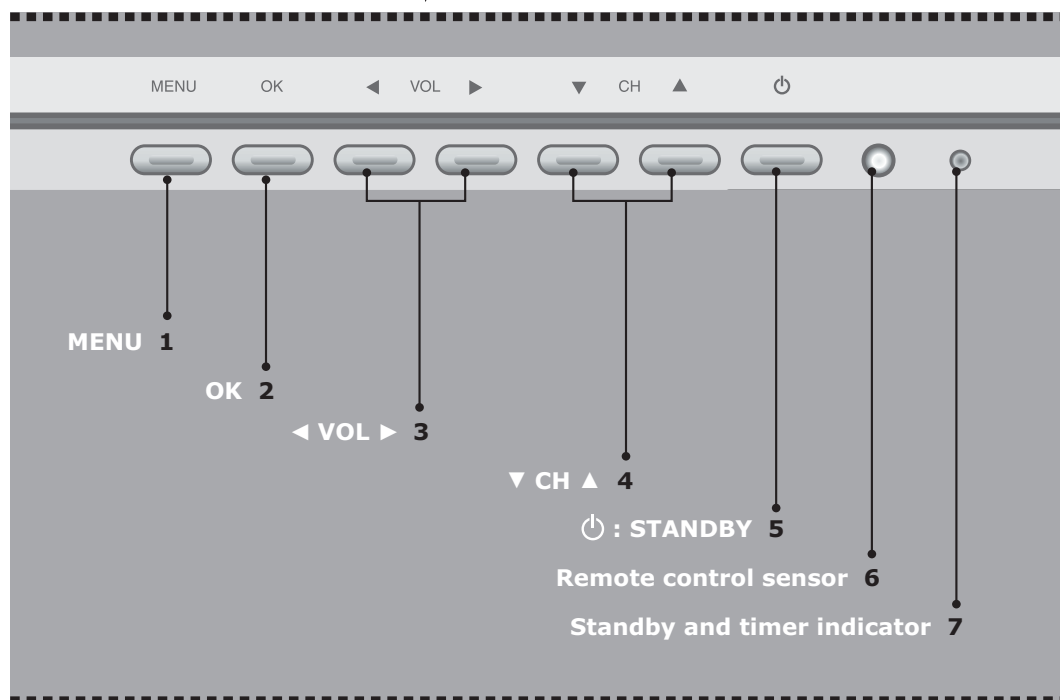 MENU OK ◄ VOL ► ▼ CH ▲ ⏻
MENU 1
OK 2
◄ VOL ► 3
▼ CH ▲ 4
⏻ : STANDBY 5
Remote control sensor 6
Standby and timer indicator 7